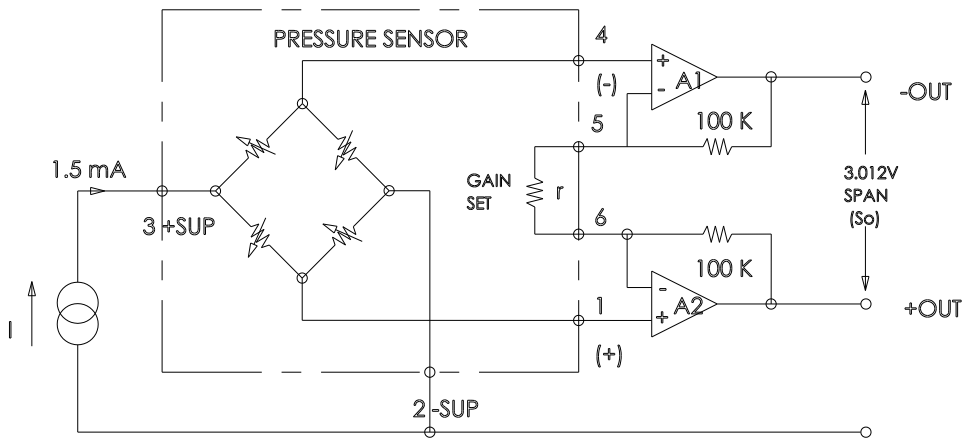 PRESSURE SENSOR
4
(-)
+
A1
-
-OUT
100 K
5
1.5 mA
GAIN
SET
r
3.012V
SPAN
(So)
3 +SUP
6
100 K
-
A2
+
+OUT
1
(+)
I
2 -SUP